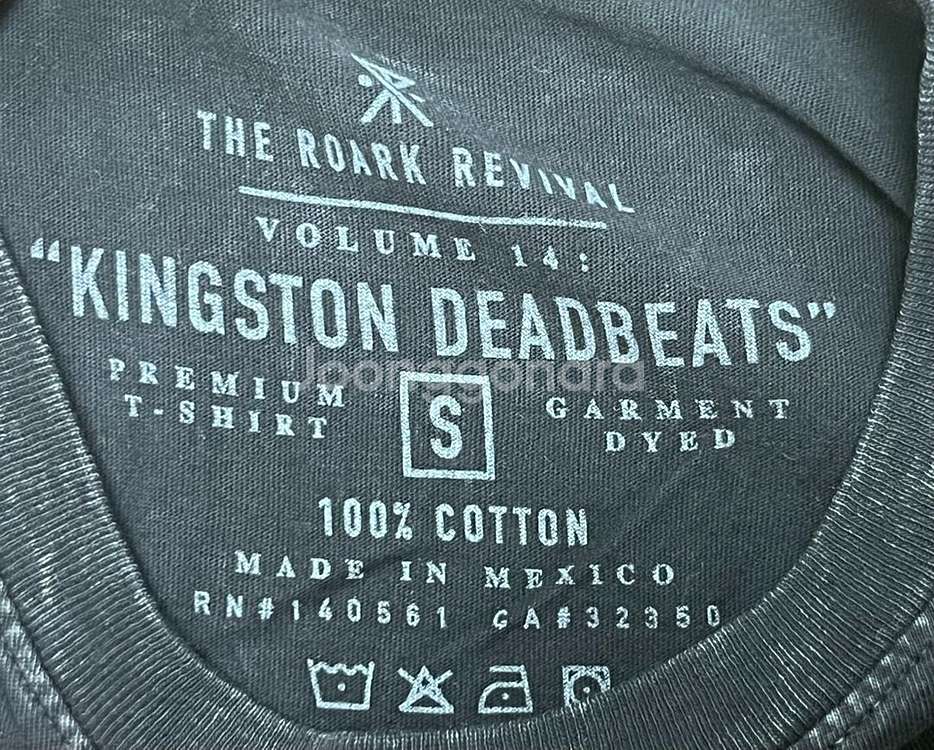 THE ROARK REVIVAL
VOLUME 14:
“KINGSTON DEADBEATS”
joonggonara
PREMIUM
T-SHIRT
S
GARMENT
DYED
100% COTTON
MADE IN MEXICO
RN#140561 CA#32350